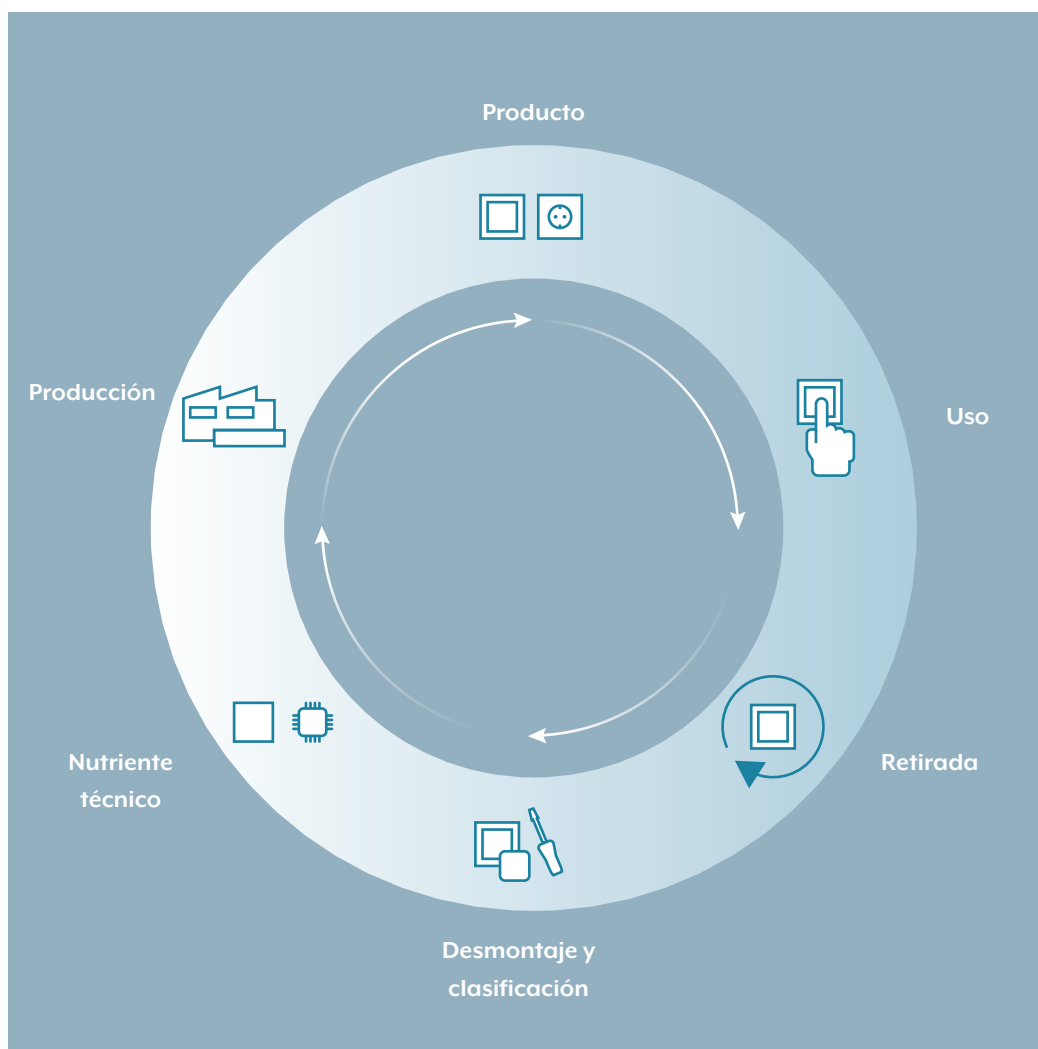 Producto
Uso
Retirada
Desmontaje y
clasificación
Nutriente
técnico
Producción